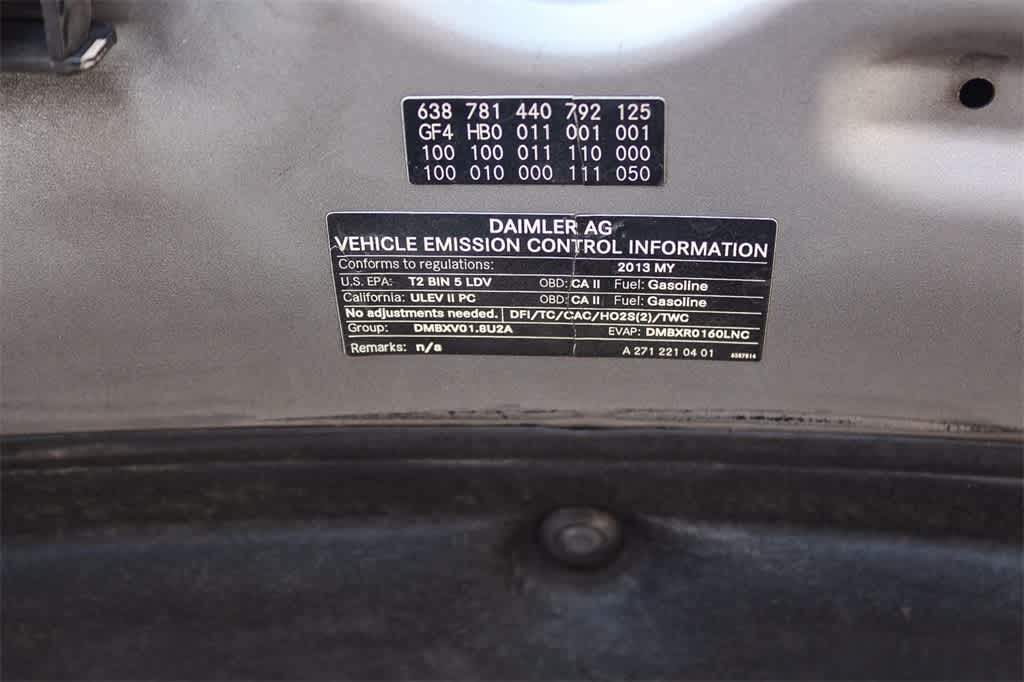 638 781 440 792 125
GF4 HB0 011 001 001
100 100 011 110 000
100 010 000 111 050
DAIMLER AG
VEHICLE EMISSION CONTROL INFORMATION
Conforms to regulations: 2013 MY
U.S. EPA: T2 BIN 5 LDV OBD: CA II Fuel: Gasoline
California: ULEV II PC OBD: CA II Fuel: Gasoline
No adjustments needed. DFI/TC/CAC/HO2S(2)/TWC
Group: DMBXV01.8U2A EVAP: DMBXR0160LNC
Remarks: n/a A 271 221 04 01 6587814